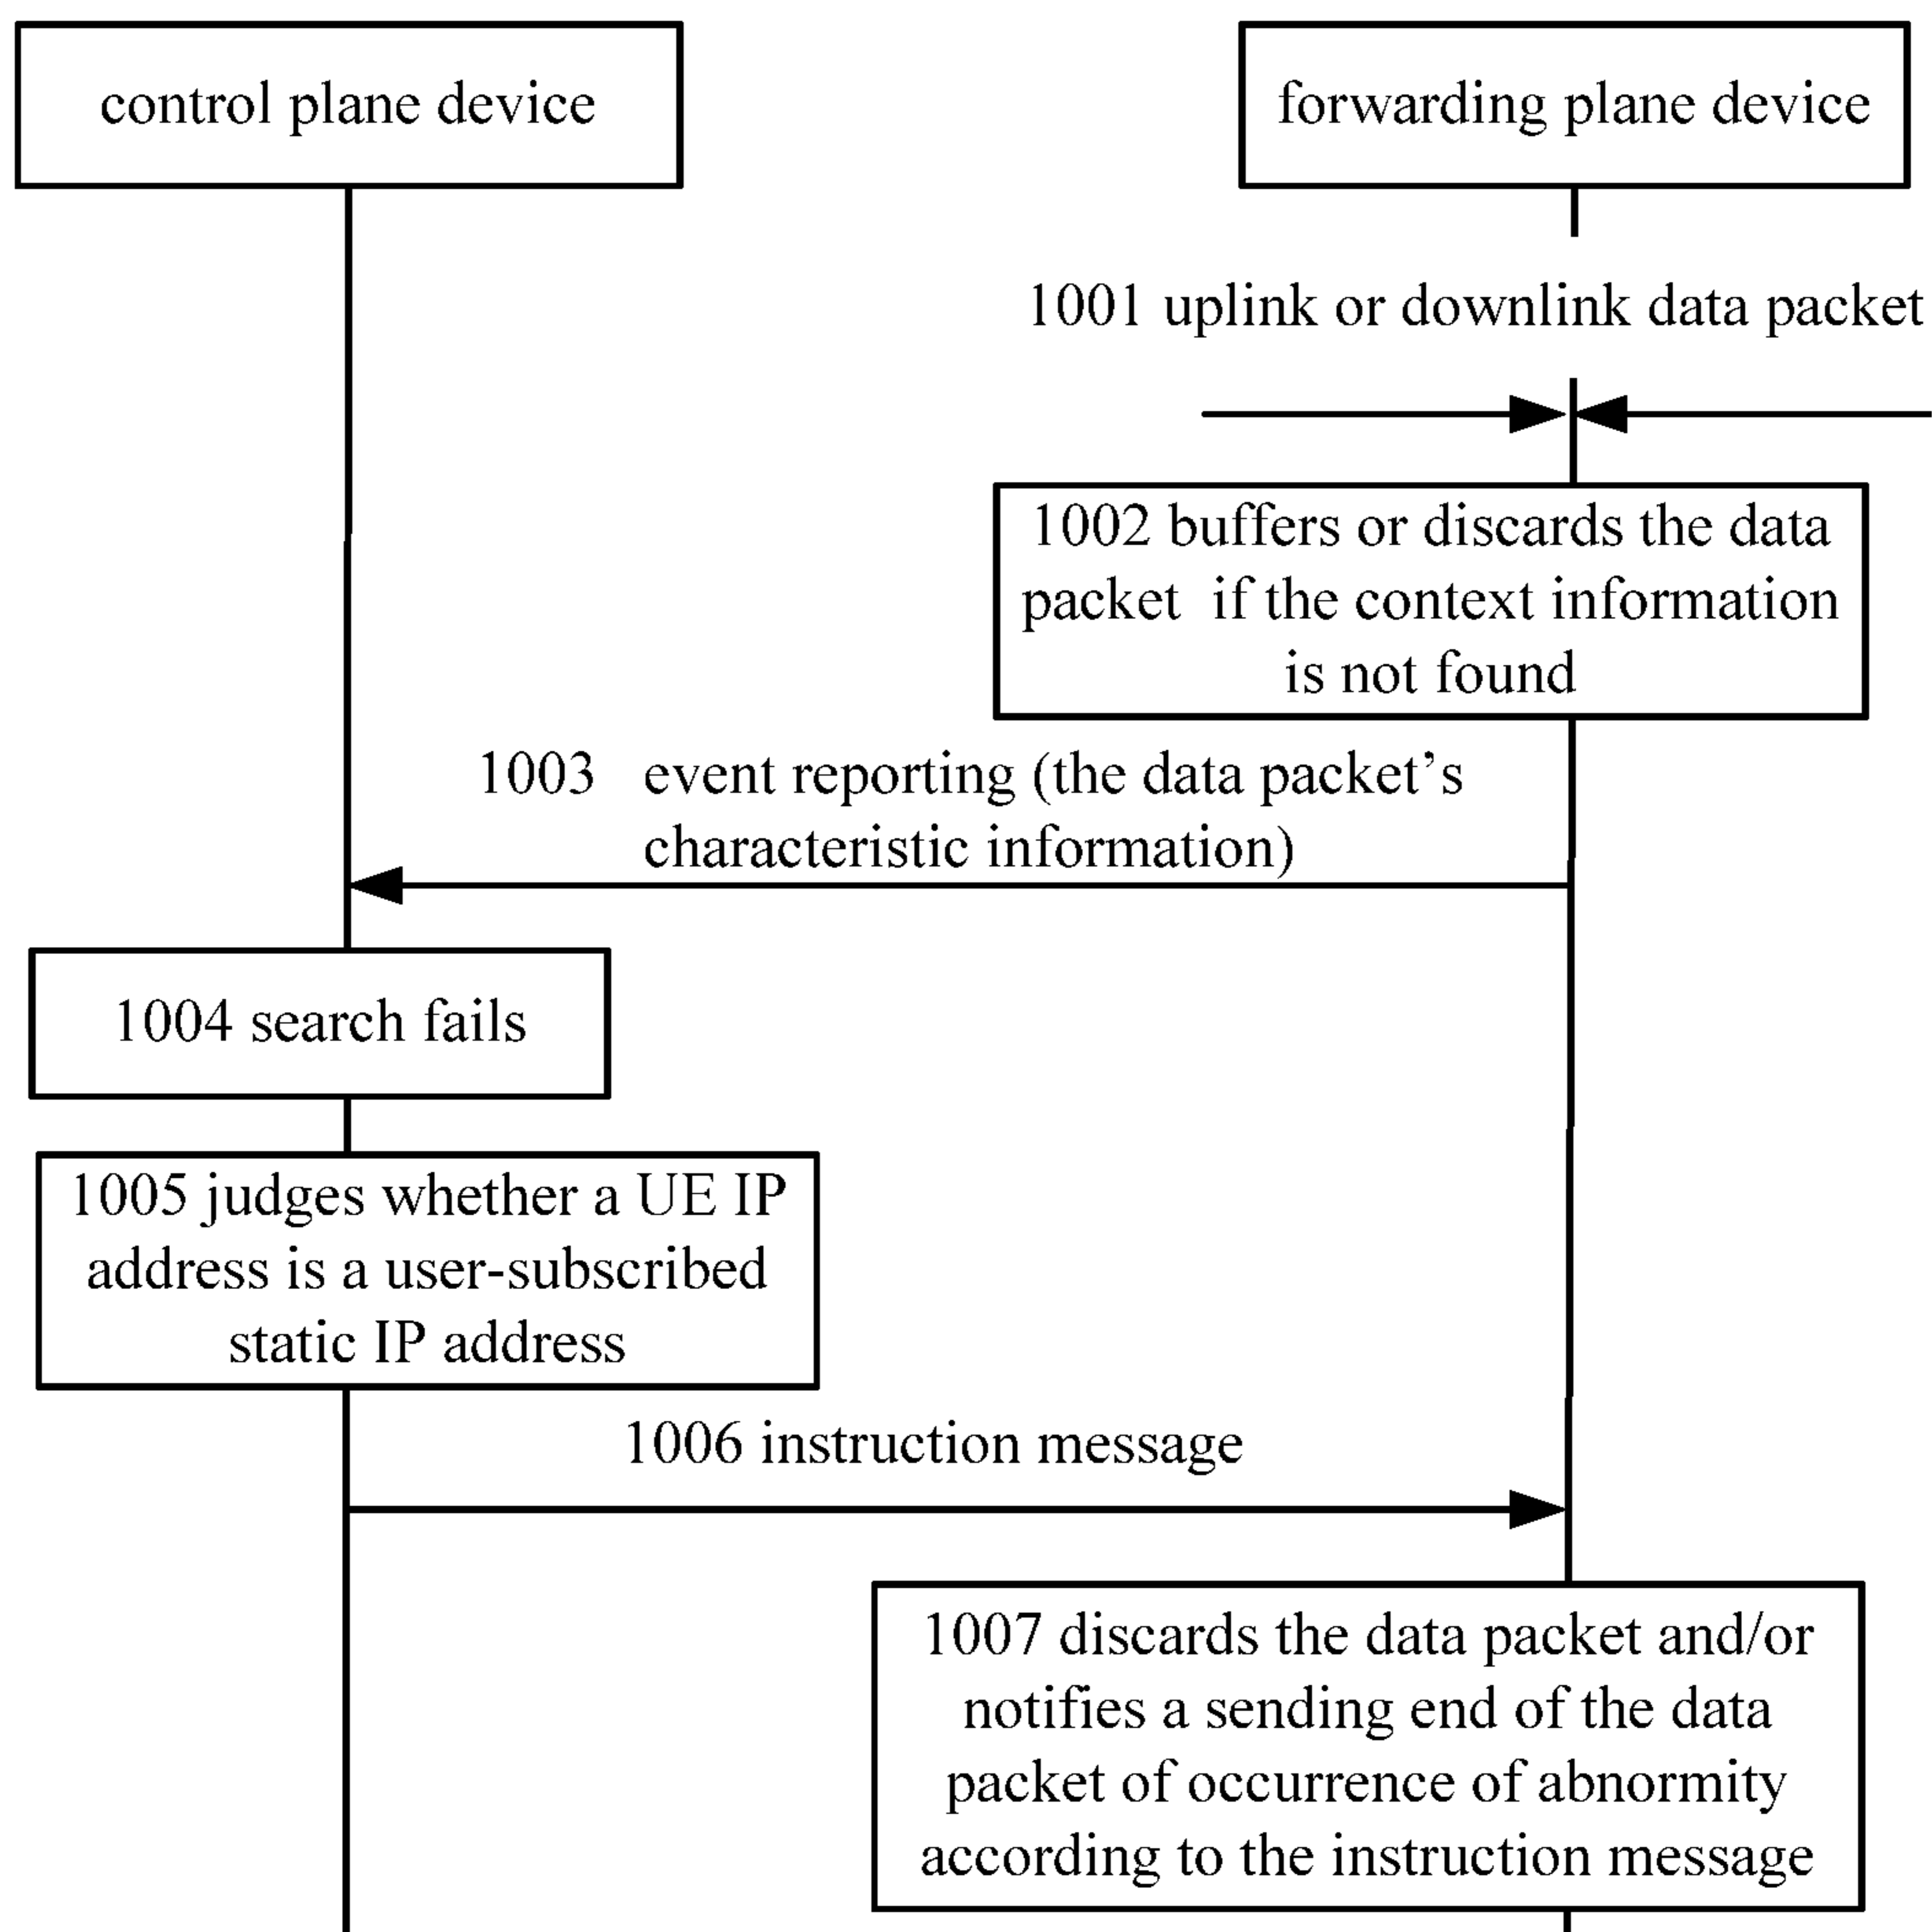 control plane device
forwarding plane device
1001 uplink or downlink data packet
1002 buffers or discards the data
packet if the context information
is not found
1003 event reporting (the data packet’s
characteristic information)
1004 search fails
1005 judges whether a UE IP
address is a user-subscribed
static IP address
1006 instruction message
1007 discards the data packet and/or
notifies a sending end of the data
packet of occurrence of abnormity
according to the instruction message